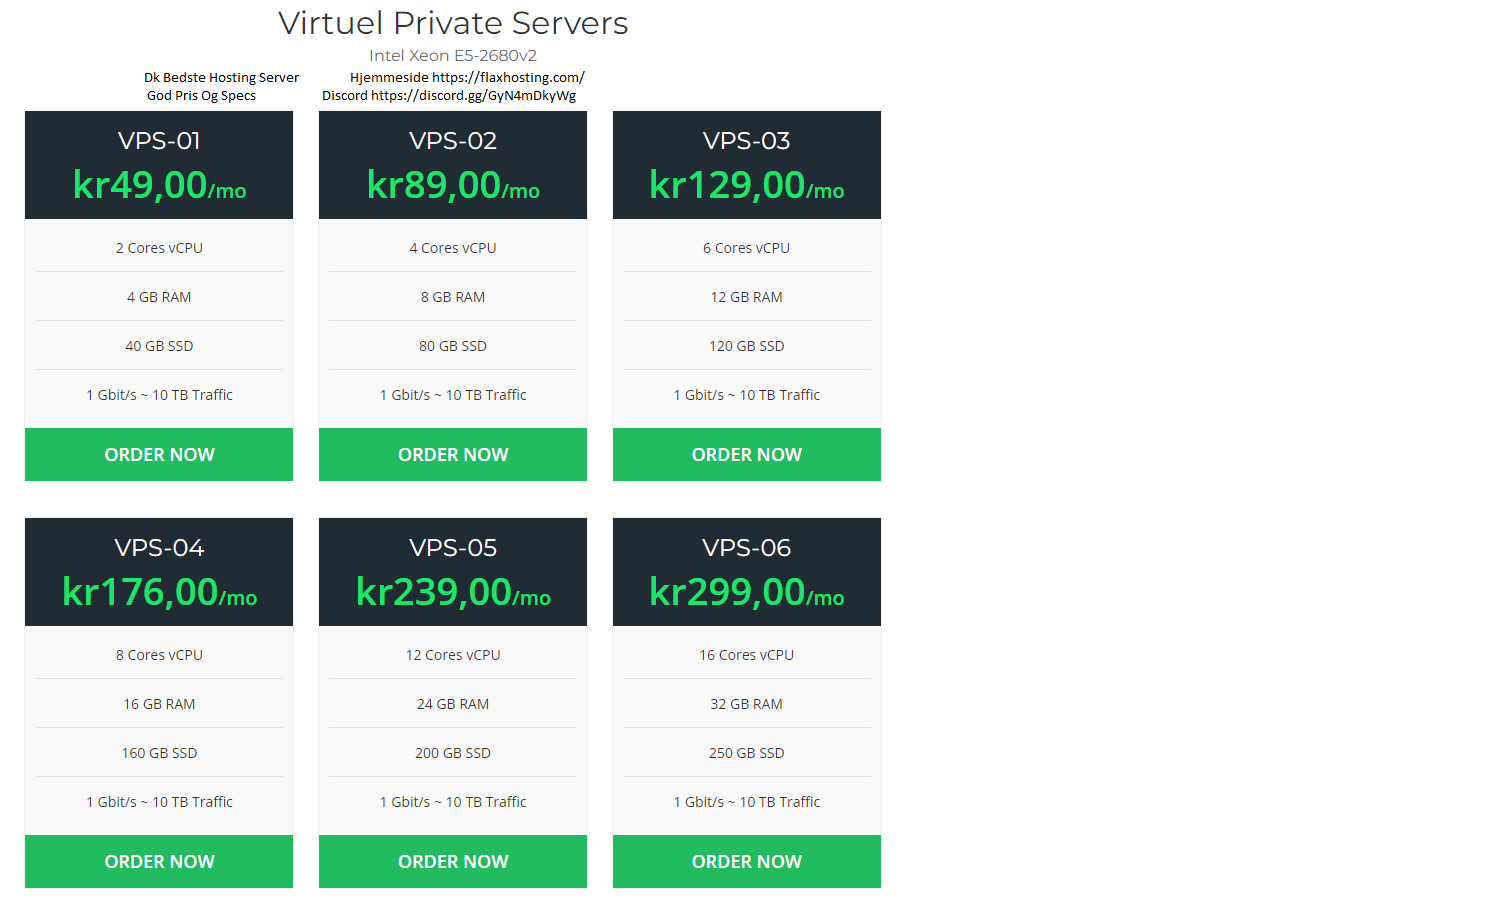 Virtuel Private Servers
Intel Xeon E5-2680v2
Dk Bedste Hosting Server Hjemmeside https://flaxhosting.com/
God Pris Og Specs Discord https://discord.gg/GyN4mDkyWg
VPS-01
kr49,00/mo
2 Cores vCPU
4 GB RAM
40 GB SSD
1 Gbit/s ~ 10 TB Traffic
ORDER NOW
VPS-02
kr89,00/mo
4 Cores vCPU
8 GB RAM
80 GB SSD
1 Gbit/s ~ 10 TB Traffic
ORDER NOW
VPS-03
kr129,00/mo
6 Cores vCPU
12 GB RAM
120 GB SSD
1 Gbit/s ~ 10 TB Traffic
ORDER NOW
VPS-04
kr176,00/mo
8 Cores vCPU
16 GB RAM
160 GB SSD
1 Gbit/s ~ 10 TB Traffic
ORDER NOW
VPS-05
kr239,00/mo
12 Cores vCPU
24 GB RAM
200 GB SSD
1 Gbit/s ~ 10 TB Traffic
ORDER NOW
VPS-06
kr299,00/mo
16 Cores vCPU
32 GB RAM
250 GB SSD
1 Gbit/s ~ 10 TB Traffic
ORDER NOW